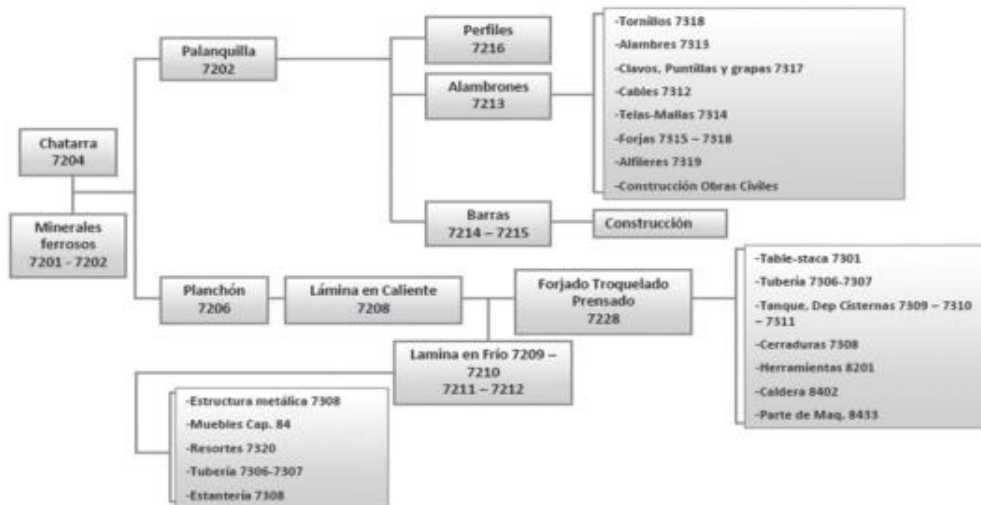 Chatarra
7204
Minerales
ferrosos
7201 - 7202
Palanquilla
7202
Perfiles
7216
Alambrones
7213
-Tornillos 7318
-Alambres 7313
-Clavos, Puntillas y grapas 7317
-Cables 7312
-Telas-Mallas 7314
-Forjas 7315 – 7318
-Alfileres 7319
-Construcción Obras Civiles
Barras
7214 – 7215
Construcción
Planchón
7206
Lámina en Caliente
7208
Forjado Troquelado
Prensado
7228
-Table-staca 7301
-Tuberia 7306-7307
-Tanque, Dep Cisternas 7309 – 7310
– 7311
-Cerraduras 7308
-Herramientas 8201
-Caldera 8402
-Parte de Maq. 8433
Lamina en Frío 7209 –
7210
7211 – 7212
-Estructura metálica 7308
-Muebles Cap. 84
-Resortes 7320
-Tubería 7306-7307
-Estantería 7308